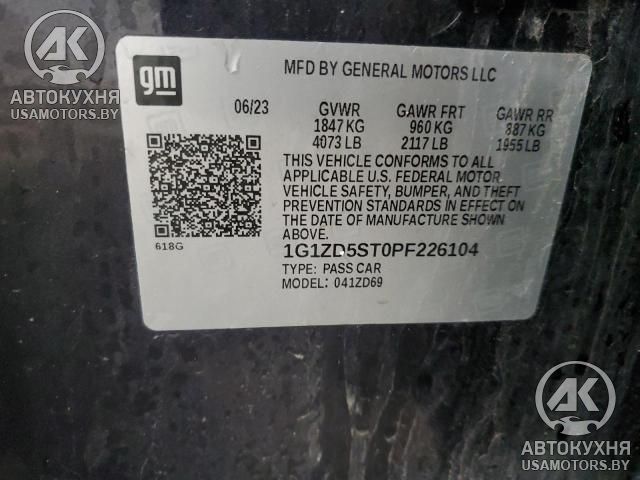 АК
АВТОКУХНЯ
USAMOTORS.BY
gm
MFD BY GENERAL MOTORS LLC
06/23 GVWR GAWR FRT GAWR RR
1847 KG 960 KG 887 KG
4073 LB 2117 LB 1955 LB
THIS VEHICLE CONFORMS TO ALL
APPLICABLE U.S. FEDERAL MOTOR
VEHICLE SAFETY, BUMPER, AND THEFT
PREVENTION STANDARDS IN EFFECT ON
THE DATE OF MANUFACTURE SHOWN
ABOVE.
618G
1G1ZD5ST0PF226104
TYPE: PASS CAR
MODEL: 041ZD69
АК
АВТОКУХНЯ
USAMOTORS.BY